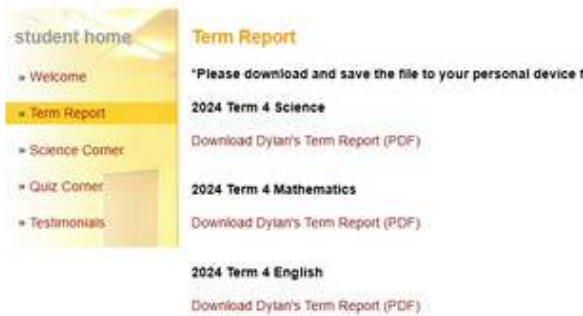 student home
» Welcome
» Term Report
» Science Corner
» Quiz Corner
» Testimonials
Term Report
*Please download and save the file to your personal device f
2024 Term 4 Science
Download Dylan's Term Report (PDF)
2024 Term 4 Mathematics
Download Dylan's Term Report (PDF)
2024 Term 4 English
Download Dylan's Term Report (PDF)